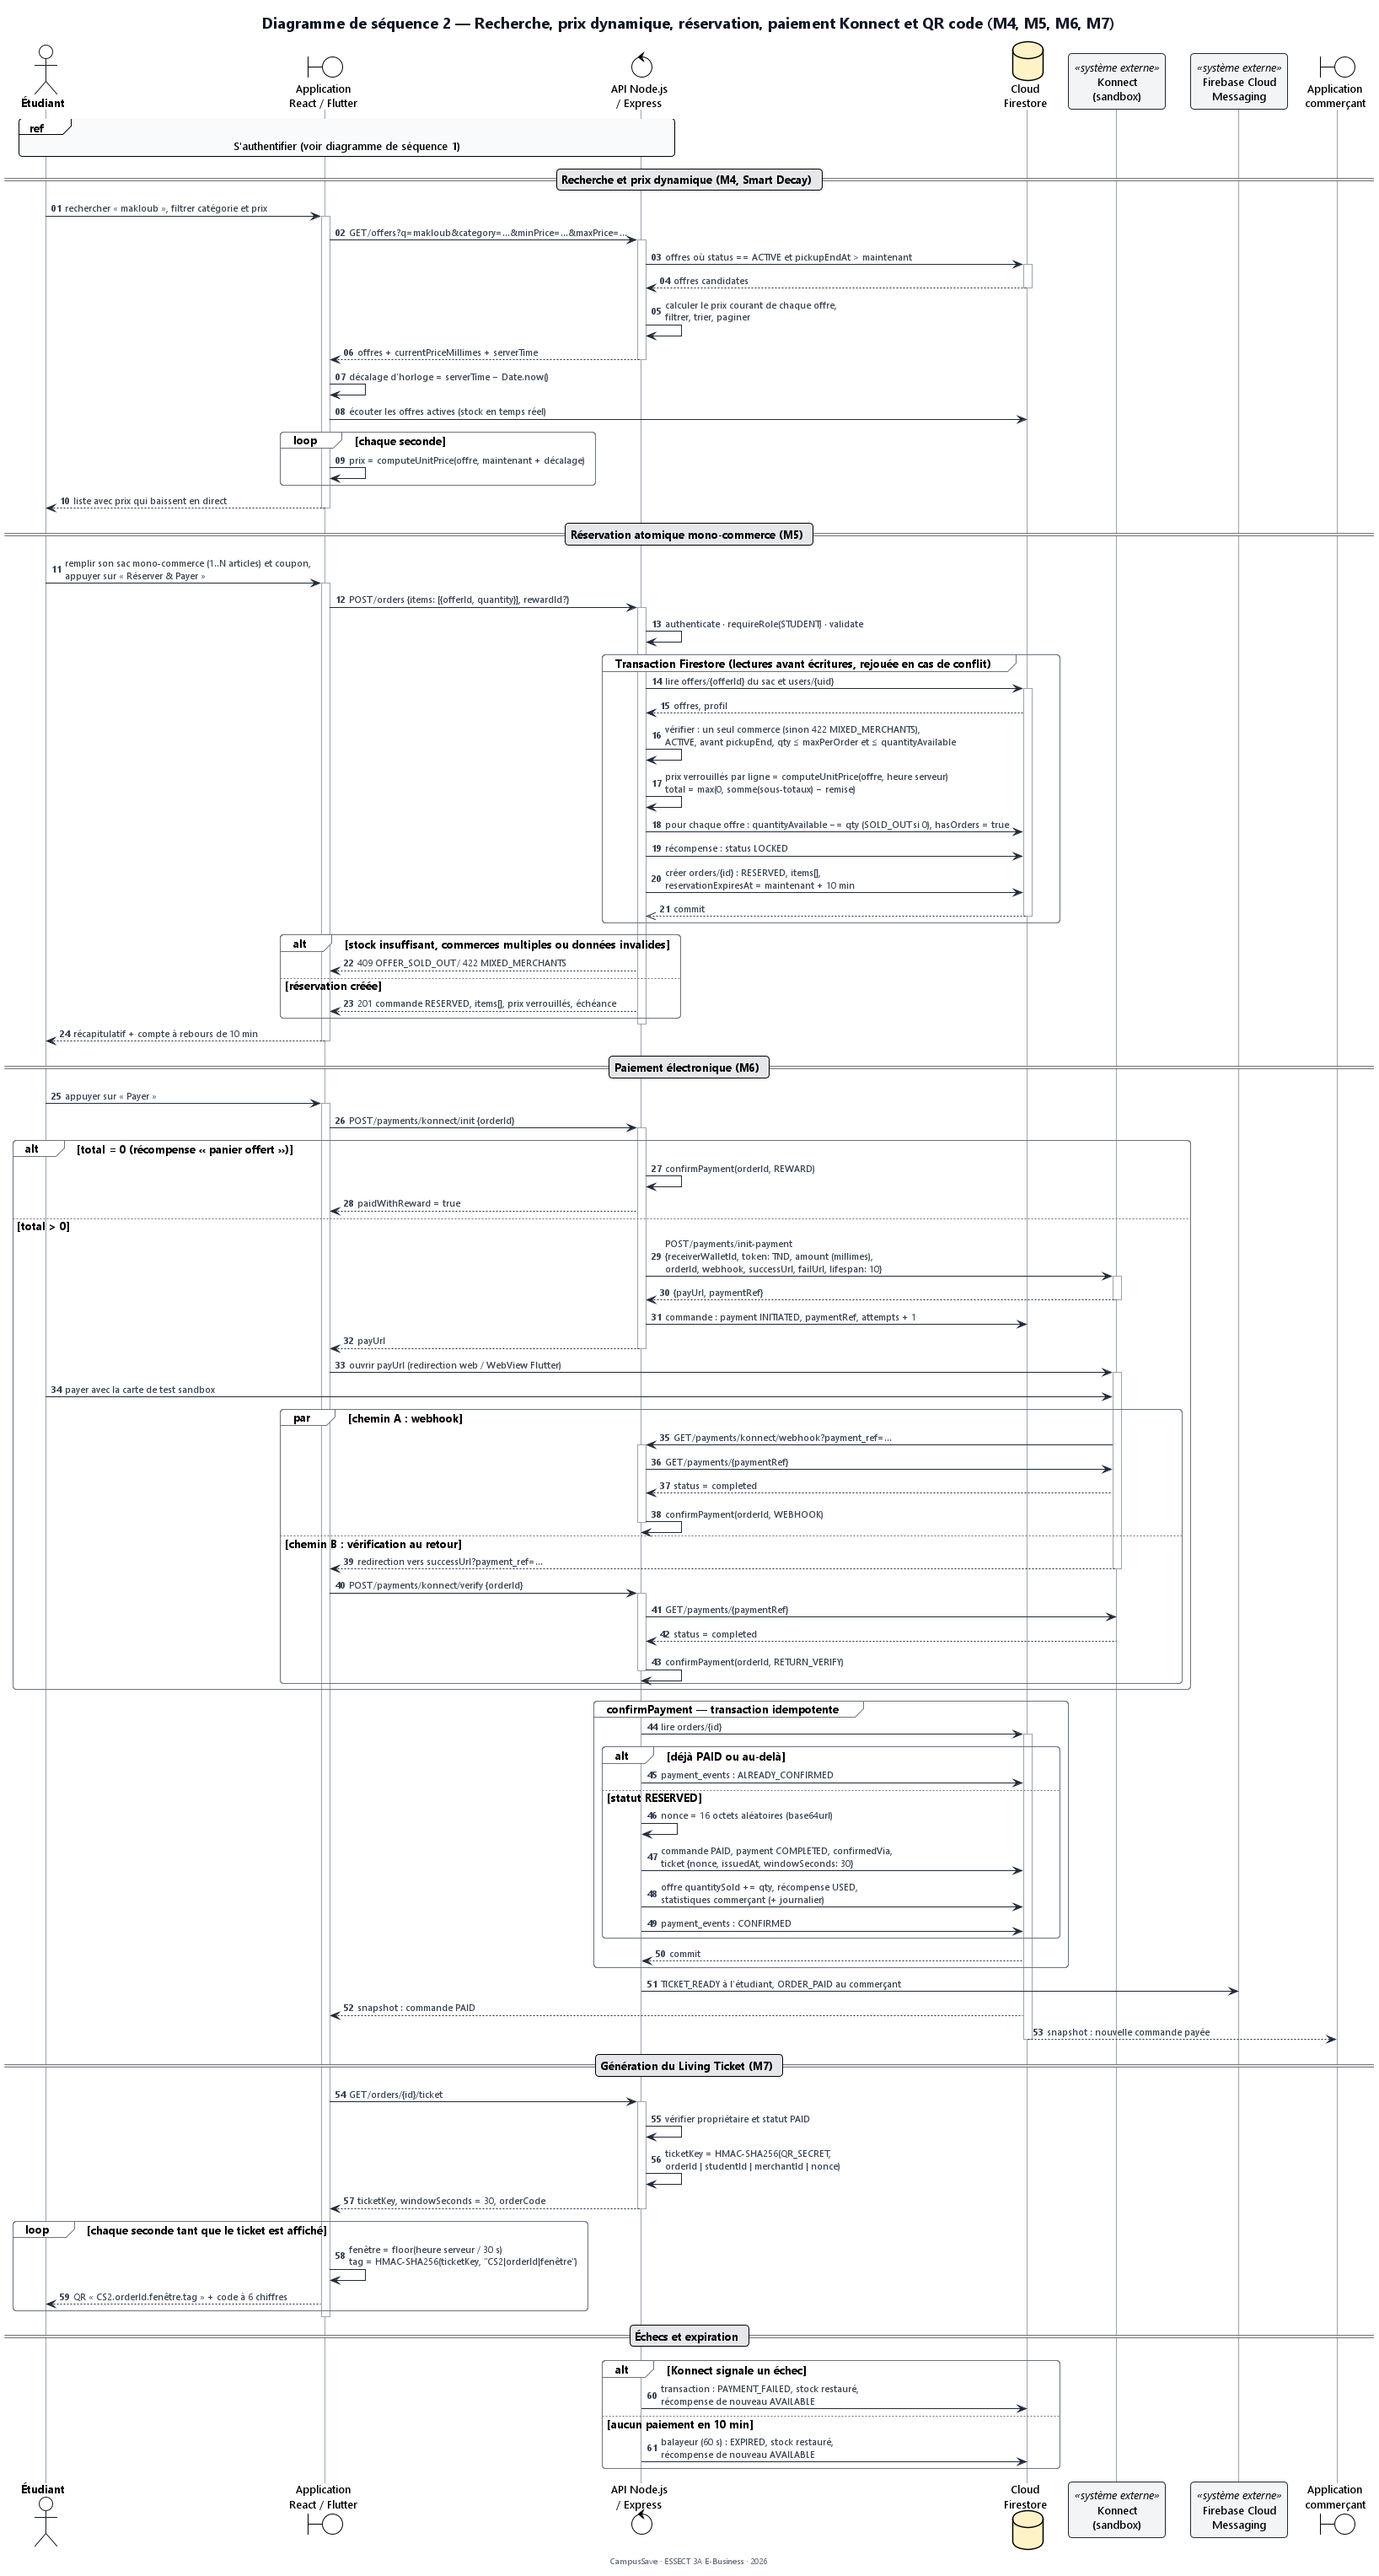 Diagramme de séquence 2 — Recherche, prix dynamique, réservation, paiement Konnect et QR code (M4, M5, M6, M7)
Étudiant
Application
React / Flutter
API Node.js
/ Express
Cloud
Firestore
«système externe»
Konnect
(sandbox)
«système externe»
Firebase Cloud
Messaging
Application
commerçant
ref
S'authentifier (voir diagramme de séquence 1)
Recherche et prix dynamique (M4, Smart Decay)
01 rechercher « makloub », filtrer catégorie et prix
02 GET /offers?q=makloub&category=...&minPrice=...&maxPrice=...
03 offres où status == ACTIVE et pickupEndAt > maintenant
04 offres candidates
05 calculer le prix courant de chaque offre,
filtrer, trier, paginer
06 offres + currentPriceMillimes + serverTime
07 décalage d'horloge = serverTime − Date.now()
08 écouter les offres actives (stock en temps réel)
loop [chaque seconde]
09 prix = computeUnitPrice(offre, maintenant + décalage)
10 liste avec prix qui baissent en direct
Réservation atomique mono-commerce (M5)
11 remplir son sac mono-commerce (1..N articles) et coupon,
appuyer sur « Réserver & Payer »
12 POST /orders {items: [{offerId, quantity}], rewardId?}
13 authenticate · requireRole(STUDENT) · validate
Transaction Firestore (lectures avant écritures, rejouée en cas de conflit)
14 lire offers/{offerId} du sac et users/{uid}
15 offres, profil
16 vérifier : un seul commerce (sinon 422 MIXED_MERCHANTS),
ACTIVE, avant pickupEnd, qty ≤ maxPerOrder et ≤ quantityAvailable
17 prix verrouillés par ligne = computeUnitPrice(offre, heure serveur)
total = max(0, somme(sous-totaux) − remise)
18 pour chaque offre : quantityAvailable −= qty (SOLD_OUT si 0), hasOrders = true
19 récompense : status LOCKED
20 créer orders/{id} : RESERVED, items[],
reservationExpiresAt = maintenant + 10 min
21 commit
alt [stock insuffisant, commerces multiples ou données invalides]
22 409 OFFER_SOLD_OUT / 422 MIXED_MERCHANTS
[réservation créée]
23 201 commande RESERVED, items[], prix verrouillés, échéance
24 récapitulatif + compte à rebours de 10 min
Paiement électronique (M6)
25 appuyer sur « Payer »
26 POST /payments/konnect/init {orderId}
alt [total = 0 (récompense « panier offert »)]
27 confirmPayment(orderId, REWARD)
28 paidWithReward = true
[total > 0]
29 POST /payments/init-payment
{receiverWalletId, token: TND, amount (millimes),
orderId, webhook, successUrl, failUrl, lifespan: 10}
30 {payUrl, paymentRef}
31 commande : payment INITIATED, paymentRef, attempts + 1
32 payUrl
33 ouvrir payUrl (redirection web / WebView Flutter)
34 payer avec la carte de test sandbox
par [chemin A : webhook]
35 GET /payments/konnect/webhook?payment_ref=...
36 GET /payments/{paymentRef}
37 status = completed
38 confirmPayment(orderId, WEBHOOK)
[chemin B : vérification au retour]
39 redirection vers successUrl?payment_ref=...
40 POST /payments/konnect/verify {orderId}
41 GET /payments/{paymentRef}
42 status = completed
43 confirmPayment(orderId, RETURN_VERIFY)
confirmPayment — transaction idempotente
44 lire orders/{id}
alt [déjà PAID ou au-delà]
45 payment_events : ALREADY_CONFIRMED
[statut RESERVED]
46 nonce = 16 octets aléatoires (base64url)
47 commande PAID, payment COMPLETED, confirmedVia,
ticket {nonce, issuedAt, windowSeconds: 30}
48 offre quantitySold += qty, récompense USED,
statistiques commerçant (+ journalier)
49 payment_events : CONFIRMED
50 commit
51 TICKET_READY à l'étudiant, ORDER_PAID au commerçant
52 snapshot : commande PAID
53 snapshot : nouvelle commande payée
Génération du Living Ticket (M7)
54 GET /orders/{id}/ticket
55 vérifier propriétaire et statut PAID
56 ticketKey = HMAC-SHA256(QR_SECRET,
orderId | studentId | merchantId | nonce)
57 ticketKey, windowSeconds = 30, orderCode
loop [chaque seconde tant que le ticket est affiché]
58 fenêtre = floor(heure serveur / 30 s)
tag = HMAC-SHA256(ticketKey, "CS2|orderId|fenêtre")
59 QR « CS2.orderId.fenêtre.tag » + code à 6 chiffres
Échecs et expiration
alt [Konnect signale un échec]
60 transaction : PAYMENT_FAILED, stock restauré,
récompense de nouveau AVAILABLE
[aucun paiement en 10 min]
61 balayeur (60 s) : EXPIRED, stock restauré,
récompense de nouveau AVAILABLE
Étudiant
Application
React / Flutter
API Node.js
/ Express
Cloud
Firestore
«système externe»
Konnect
(sandbox)
«système externe»
Firebase Cloud
Messaging
Application
commerçant
CampusSave · ESSECT 3A E-Business · 2026